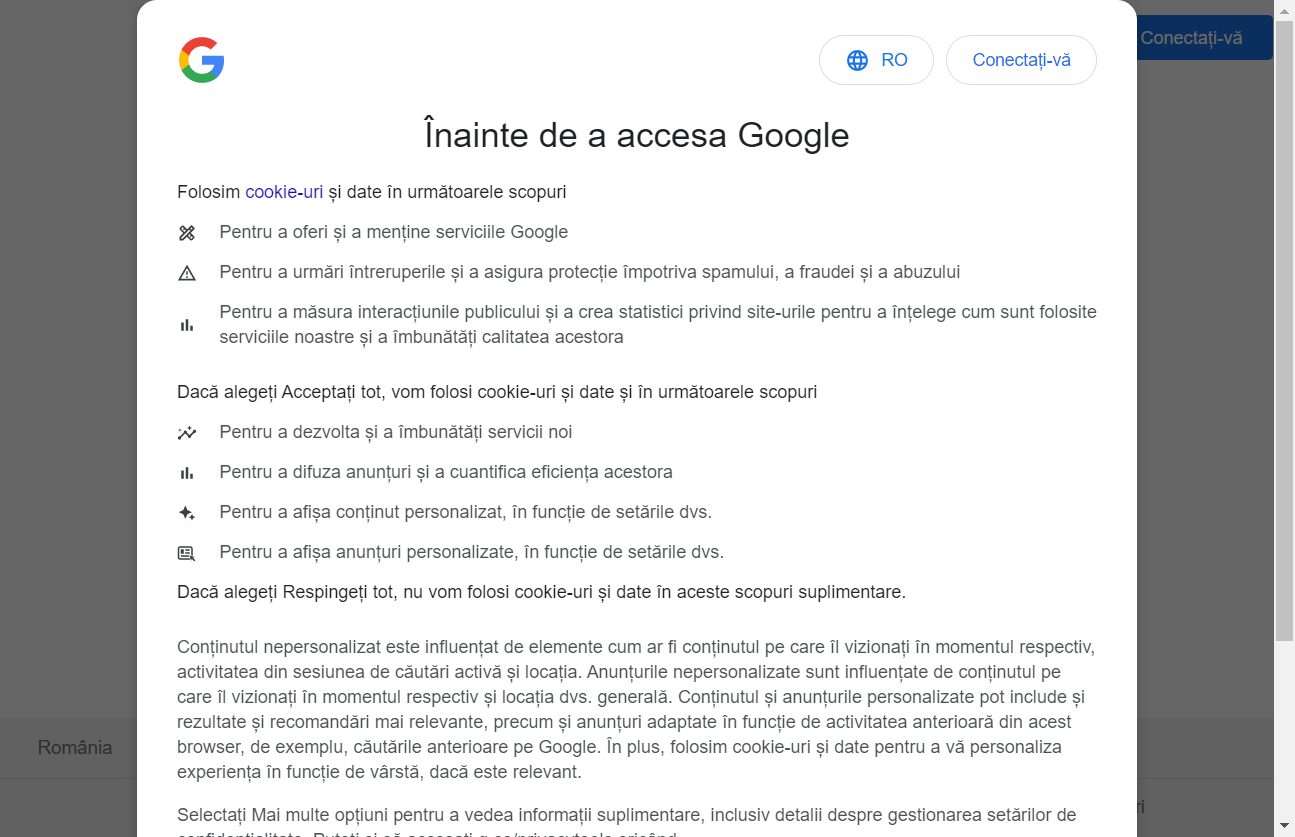 RO
Conectați-vă
Conectați-vă
Înainte de a accesa Google
Folosim cookie-uri și date în următoarele scopuri
Pentru a oferi și a menține serviciile Google
Pentru a urmări întreruperile și a asigura protecție împotriva spamului, a fraudei și a abuzului
Pentru a măsura interacțiunile publicului și a crea statistici privind site-urile pentru a înțelege cum sunt folosite
serviciile noastre și a îmbunătăți calitatea acestora
Dacă alegeți Acceptați tot, vom folosi cookie-uri și date și în următoarele scopuri
Pentru a dezvolta și a îmbunătăți servicii noi
Pentru a difuza anunțuri și a cuantifica eficiența acestora
Pentru a afișa conținut personalizat, în funcție de setările dvs.
Pentru a afișa anunțuri personalizate, în funcție de setările dvs.
Dacă alegeți Respingeți tot, nu vom folosi cookie-uri și date în aceste scopuri suplimentare.
Conținutul nepersonalizat este influențat de elemente cum ar fi conținutul pe care îl vizionați în momentul respectiv,
activitatea din sesiunea de căutări activă și locația. Anunțurile nepersonalizate sunt influențate de conținutul pe
care îl vizionați în momentul respectiv și locația dvs. generală. Conținutul și anunțurile personalizate pot include și
rezultate și recomandări mai relevante, precum și anunțuri adaptate în funcție de activitatea anterioară din acest
browser, de exemplu, căutările anterioare pe Google. În plus, folosim cookie-uri și date pentru a vă personaliza
experiența în funcție de vârstă, dacă este relevant.
România
Selectați Mai multe opțiuni pentru a vedea informații suplimentare, inclusiv detalii despre gestionarea setărilor de